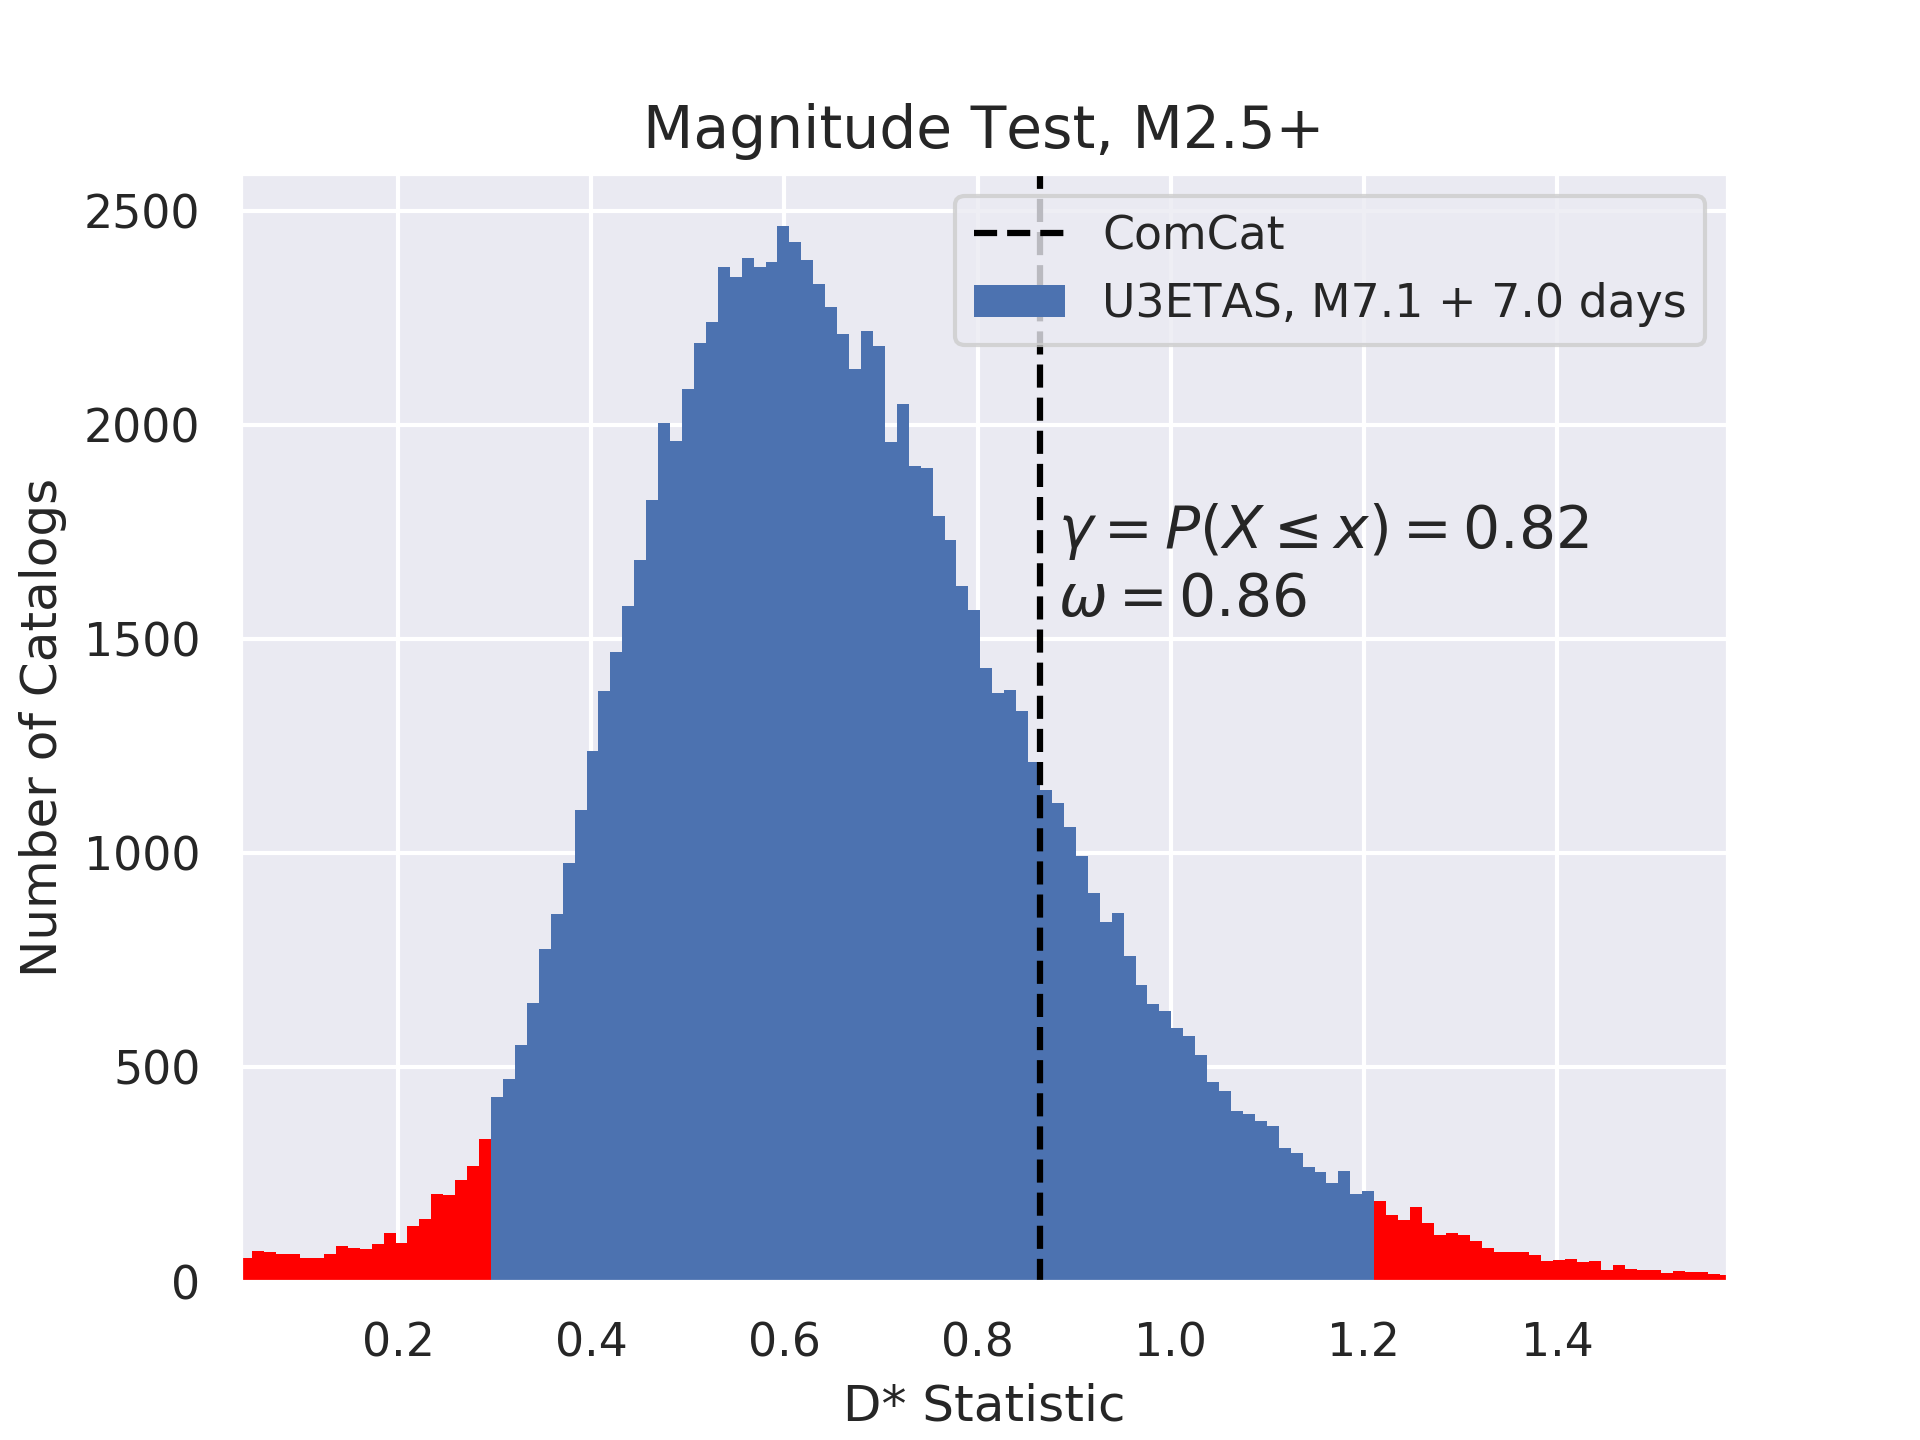 Magnitude Test, M2.5+
ComCat
U3ETAS, M7.1 + 7.0 days
γ = P(X ≤ x) = 0.82
ω = 0.86
Number of Catalogs
2500
2000
1500
1000
500
0
0.2 0.4 0.6 0.8 1.0 1.2 1.4
D* Statistic